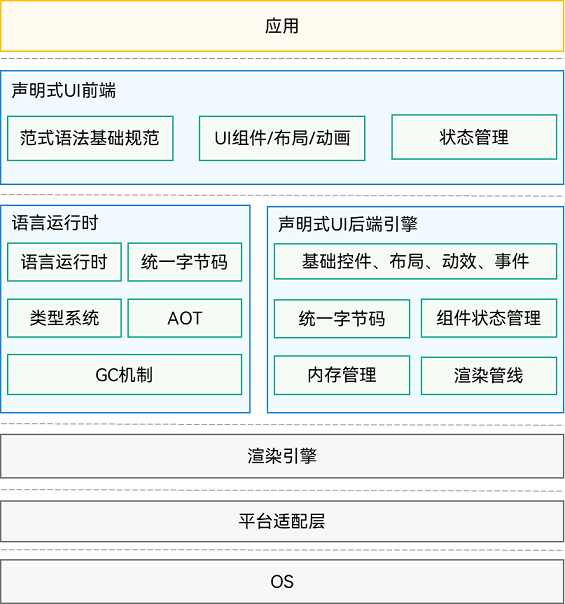 应用
声明式UI前端
范式语法基础规范
UI组件/布局/动画
状态管理
语言运行时
语言运行时
统一字节码
类型系统
AOT
GC机制
声明式UI后端引擎
基础控件、布局、动效、事件
统一字节码
组件状态管理
内存管理
渲染管线
渲染引擎
平台适配层
OS